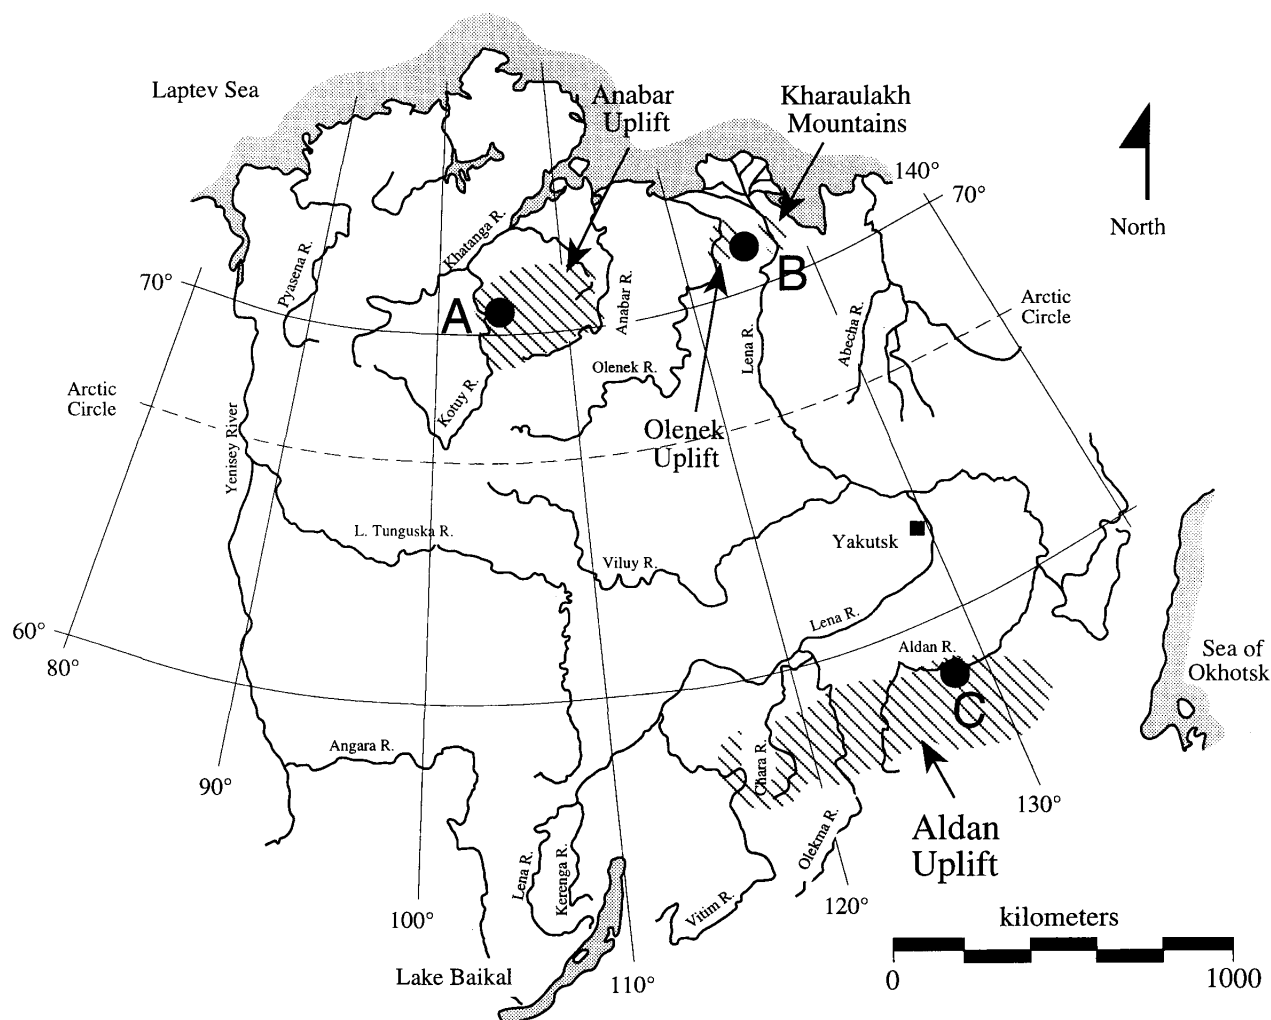 Laptev Sea
Anabar
Uplift
Kharaulakh
Mountains
140°
70°
North
Khatanga R.
Pyasena R.
70°
A
Anabar R.
B
Abecha R.
Arctic
Circle
Lena R.
Olenek R.
Kotuy R.
Arctic
Circle
Yenisey River
Olenek
Uplift
L. Tunguska R.
Viluy R.
Yakutsk
60°
80°
Lena R.
Aldan R.
Sea of
Okhotsk
C
Angara R.
Chara R.
90°
130°
Aldan
Uplift
Olekma R.
Lena R.
Kerenga R.
Vitim R.
100°
120°
kilometers
0
1000
Lake Baikal
110°